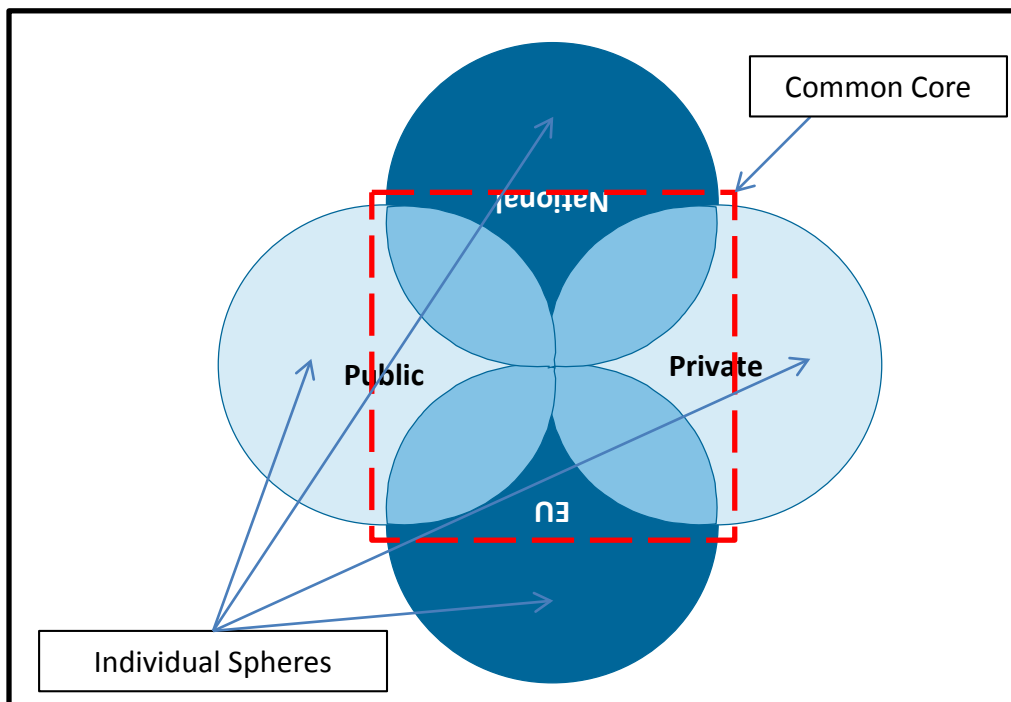 Common Core
National
Public
Private
EU
Individual Spheres